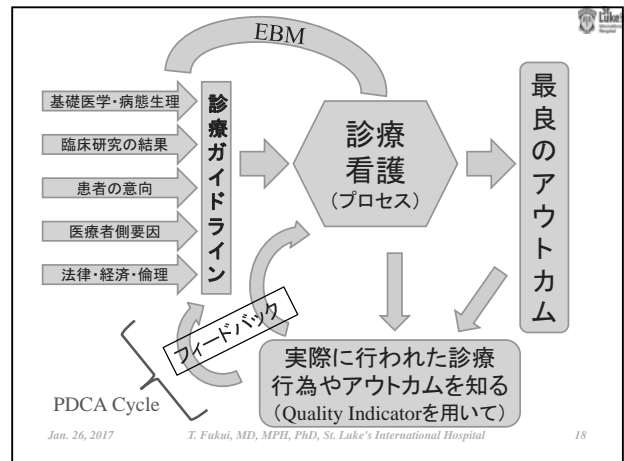 St.
Luke's
International
Hospital
EBM
基礎医学・病態生理
臨床研究の結果
患者の意向
医療者側要因
法律・経済・倫理
診療ガイドライン
診療
看護
(プロセス)
最良のアウトカム
フィードバック
実際に行われた診療
行為やアウトカムを知る
(Quality Indicatorを用いて)
PDCA Cycle
Jan. 26, 2017
T. Fukui, MD, MPH, PhD, St. Luke's International Hospital
18